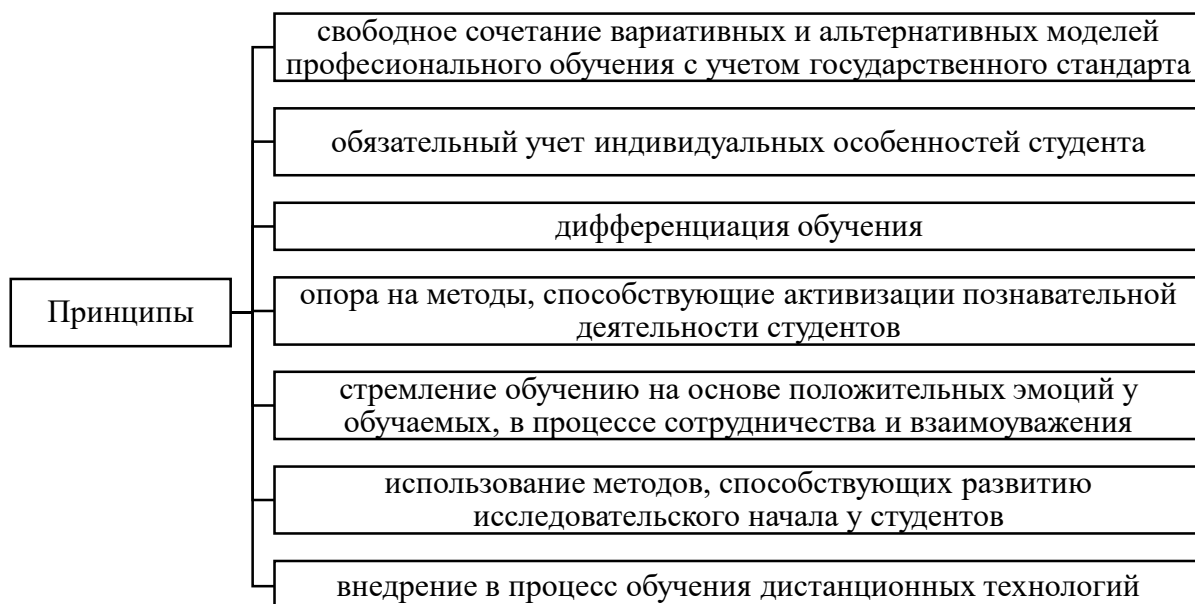 свободное сочетание вариативных и альтернативных моделей
професионального обучения с учетом государственного стандарта
обязательный учет индивидуальных особенностей студента
дифференциация обучения
Принципы
опора на методы, способствующие активизации познавательной
деятельности студентов
стремление обучению на основе положительных эмоций у
обучаемых, в процессе сотрудничества и взаимоуважения
использование методов, способствующих развитию
исследовательского начала у студентов
внедрение в процесс обучения дистанционных технологий